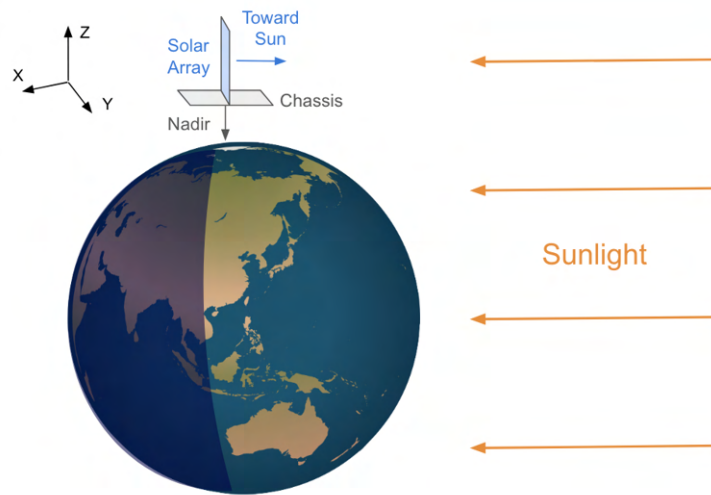 Z
X
Y
Solar
Array
Toward
Sun
Chassis
Nadir
Sunlight